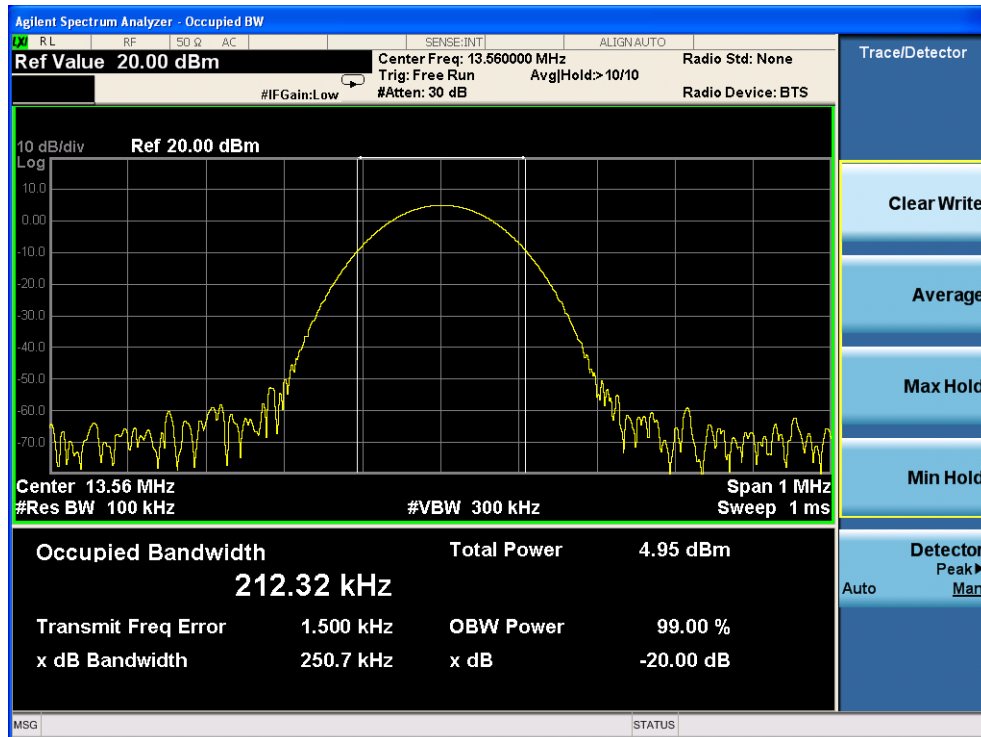 Agilent Spectrum Analyzer - Occupied BW
LXI RL RF 50 Ω AC SENSE:INT ALIGN AUTO
Ref Value 20.00 dBm
Center Freq: 13.560000 MHz
Radio Std: None
Trig: Free Run
Avg|Hold:>10/10
#IFGain:Low
#Atten: 30 dB
Radio Device: BTS
10 dB/div
Ref 20.00 dBm
Log
10.0
0.00
-10.0
-20.0
-30.0
-40.0
-50.0
-60.0
-70.0
Center 13.56 MHz
Span 1 MHz
#Res BW 100 kHz
#VBW 300 kHz
Sweep 1 ms
Occupied Bandwidth
212.32 kHz
Total Power 4.95 dBm
Transmit Freq Error 1.500 kHz
OBW Power 99.00 %
x dB Bandwidth 250.7 kHz
x dB -20.00 dB
Trace/Detector
Clear Write
Average
Max Hold
Min Hold
Detector
Peak▶
Auto Man
MSG
STATUS